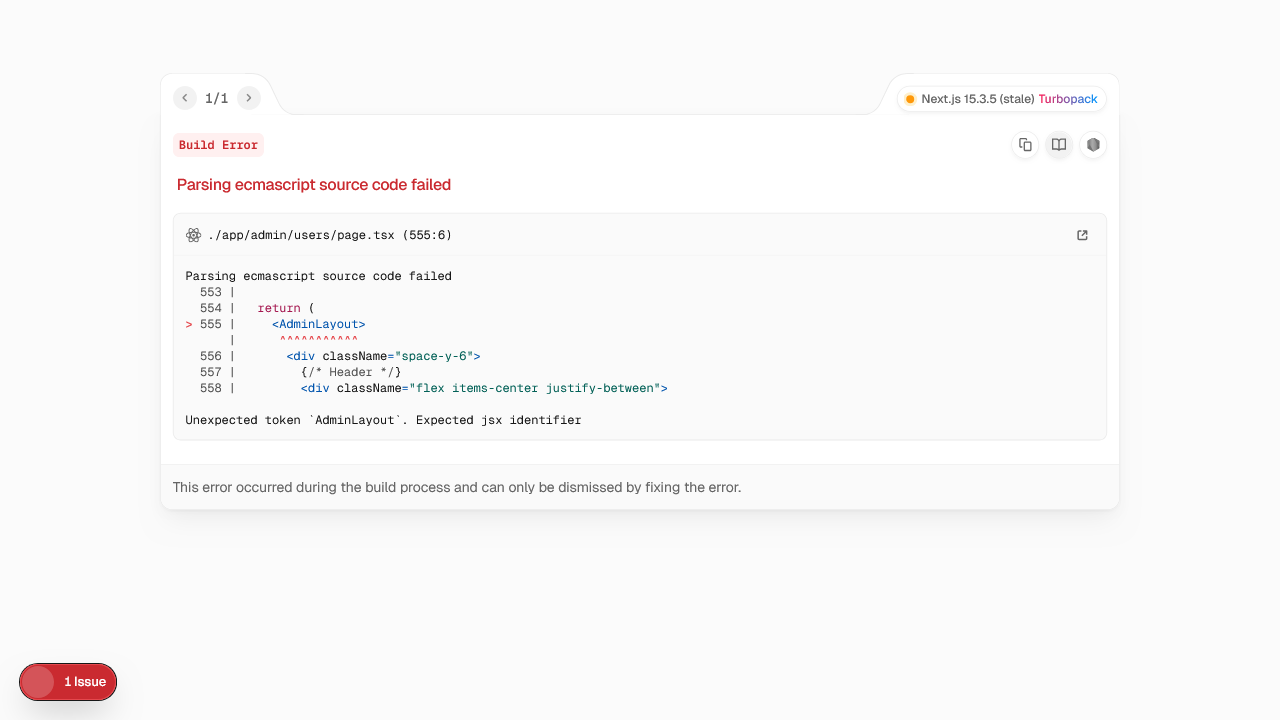 1/1
Next.js 15.3.5 (stale) Turbopack
Build Error
Parsing ecmascript source code failed
./app/admin/users/page.tsx (555:6)
Parsing ecmascript source code failed
  553 |
  554 |   return (
> 555 |     <AdminLayout>
      |      ^^^^^^^^^^^
  556 |       <div className="space-y-6">
  557 |         {/* Header */}
  558 |         <div className="flex items-center justify-between">
Unexpected token `AdminLayout`. Expected jsx identifier
This error occurred during the build process and can only be dismissed by fixing the error.
1 Issue